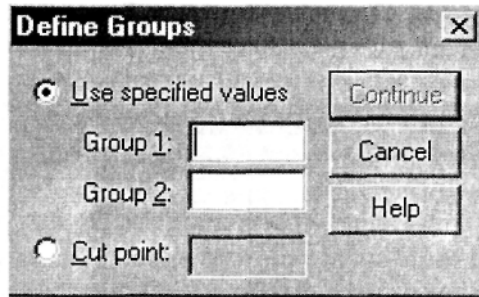 Define Groups
Use specified values
Group 1:
Group 2:
Cut point:
Continue
Cancel
Help